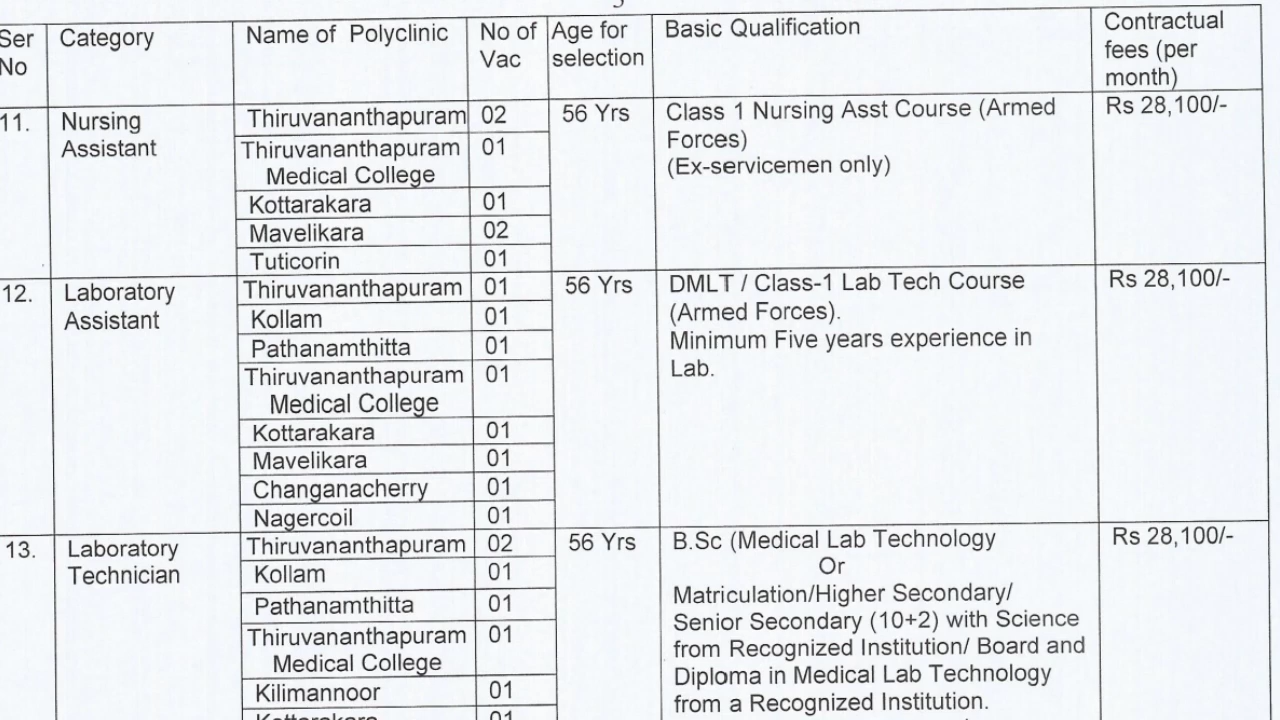 Ser No | Category | Name of Polyclinic | No of Vac | Age for selection | Basic Qualification | Contractual fees (per month)
11. | Nursing Assistant | Thiruvananthapuram | 02 | 56 Yrs | Class 1 Nursing Asst Course (Armed Forces) (Ex-servicemen only) | Rs 28,100/-
Thiruvananthapuram Medical College | 01
Kottarakara | 01
Mavelikara | 02
Tuticorin | 01
12. | Laboratory Assistant | Thiruvananthapuram | 01 | 56 Yrs | DMLT / Class-1 Lab Tech Course (Armed Forces). Minimum Five years experience in Lab. | Rs 28,100/-
Kollam | 01
Pathanamthitta | 01
Thiruvananthapuram Medical College | 01
Kottarakara | 01
Mavelikara | 01
Changanacherry | 01
Nagercoil | 01
13. | Laboratory Technician | Thiruvananthapuram | 02 | 56 Yrs | B.Sc (Medical Lab Technology Or Matriculation/Higher Secondary/ Senior Secondary (10+2) with Science from Recognized Institution/ Board and Diploma in Medical Lab Technology from a Recognized Institution. | Rs 28,100/-
Kollam | 01
Pathanamthitta | 01
Thiruvananthapuram Medical College | 01
Kilimannoor | 01